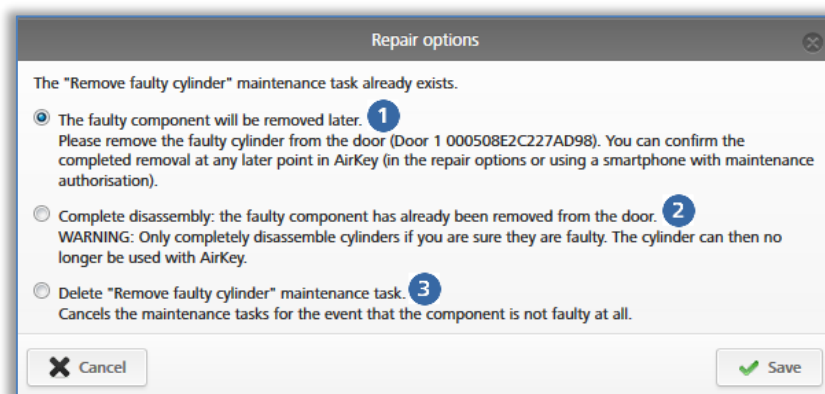 Repair options
The "Remove faulty cylinder" maintenance task already exists.
The faulty component will be removed later. 1
Please remove the faulty cylinder from the door (Door 1 000508E2C227AD98). You can confirm the
completed removal at any later point in AirKey (in the repair options or using a smartphone with maintenance
authorisation).
Complete disassembly: the faulty component has already been removed from the door. 2
WARNING: Only completely disassemble cylinders if you are sure they are faulty. The cylinder can then no
longer be used with AirKey.
Delete "Remove faulty cylinder" maintenance task. 3
Cancels the maintenance tasks for the event that the component is not faulty at all.
Cancel Save